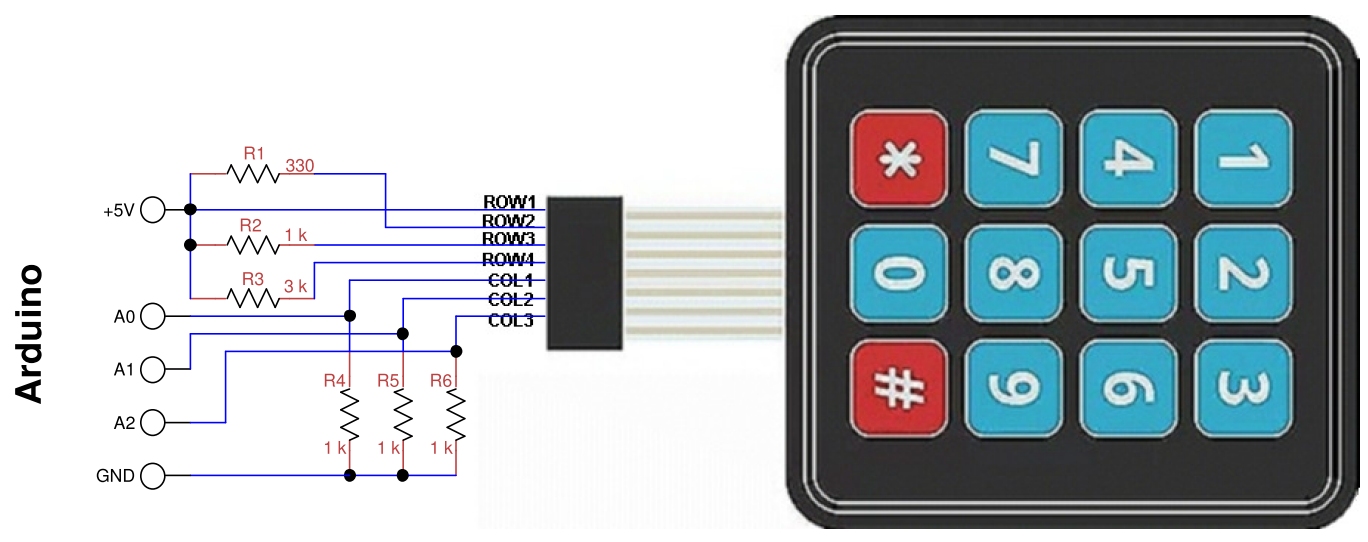 R1 330
+5V
R2 1 k
R3 3 k
A0
A1
A2
GND
R4 R5 R6
1 k 1 k 1 k
ROW1
ROW2
ROW3
ROW4
COL1
COL2
COL3
Arduino
* 7 4 1
0 8 5 2
# 9 6 3